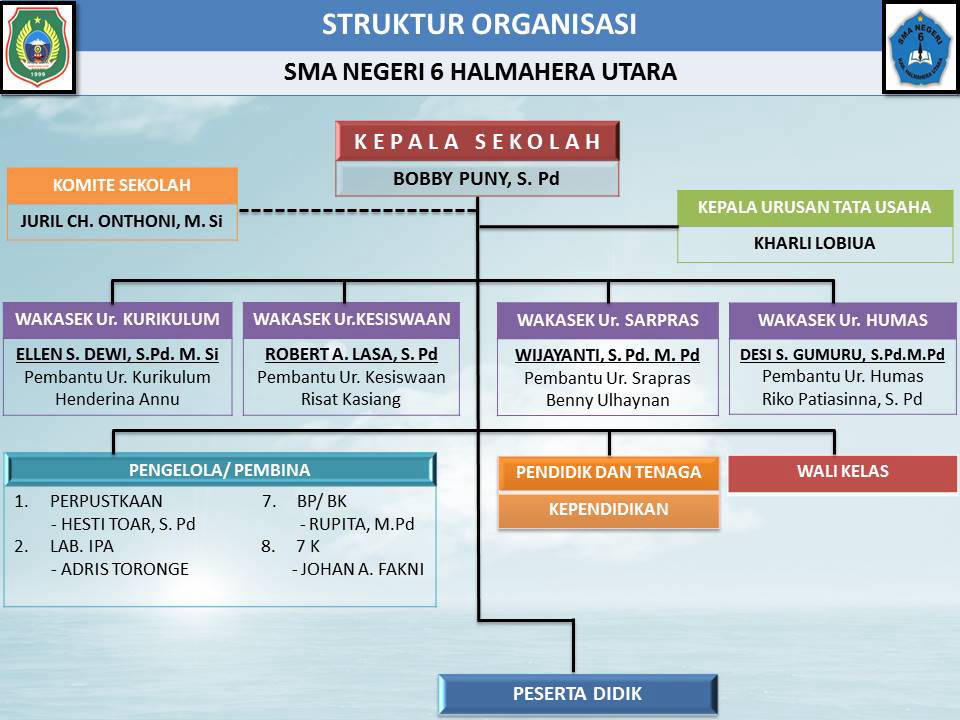 STRUKTUR ORGANISASI
SMA NEGERI 6 HALMAHERA UTARA
1999
SMA NEGERI
6
KAB. HALMAHERA UTARA
KEPALA SEKOLAH
BOBBY PUNY, S. Pd
KOMITE SEKOLAH
JURIL CH. ONTHONI, M. Si
KEPALA URUSAN TATA USAHA
KHARLI LOBIUA
WAKASEK Ur. KURIKULUM
ELLEN S. DEWI, S.Pd. M. Si
Pembantu Ur. Kurikulum
Henderina Annu
WAKASEK Ur.KESISWAAN
ROBERT A. LASA, S. Pd
Pembantu Ur. Kesiswaan
Risat Kasiang
WAKASEK Ur. SARPRAS
WIJAYANTI, S. Pd. M. Pd
Pembantu Ur. Srapras
Benny Ulhaynan
WAKASEK Ur. HUMAS
DESI S. GUMURU, S.Pd.M.Pd
Pembantu Ur. Humas
Riko Patiasinna, S. Pd
PENGELOLA/ PEMBINA
1. PERPUSTKAAN
- HESTI TOAR, S. Pd
2. LAB. IPA
- ADRIS TORONGE
7. BP/ BK
- RUPITA, M.Pd
8. 7 K
- JOHAN A. FAKNI
PENDIDIK DAN TENAGA
KEPENDIDIKAN
WALI KELAS
PESERTA DIDIK